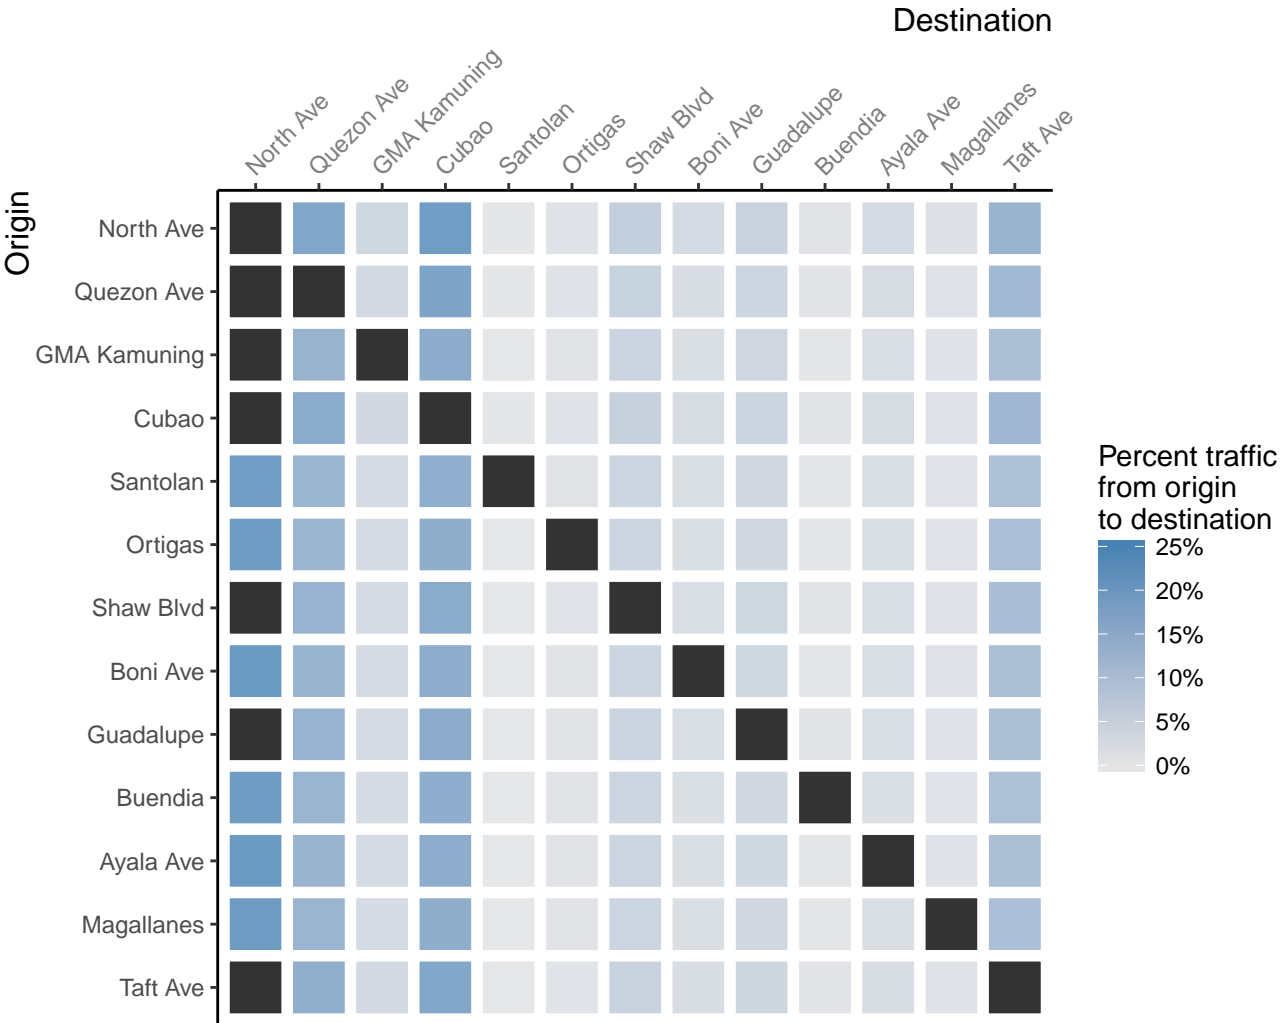 Destination
North Ave
Quezon Ave
GMA Kamuning
Cubao
Santolan
Ortigas
Shaw Blvd
Boni Ave
Guadalupe
Buendia
Ayala Ave
Magallanes
Taft Ave
Origin
North Ave
Quezon Ave
GMA Kamuning
Cubao
Santolan
Ortigas
Shaw Blvd
Boni Ave
Guadalupe
Buendia
Ayala Ave
Magallanes
Taft Ave
Percent traffic
from origin
to destination
25%
20%
15%
10%
5%
0%